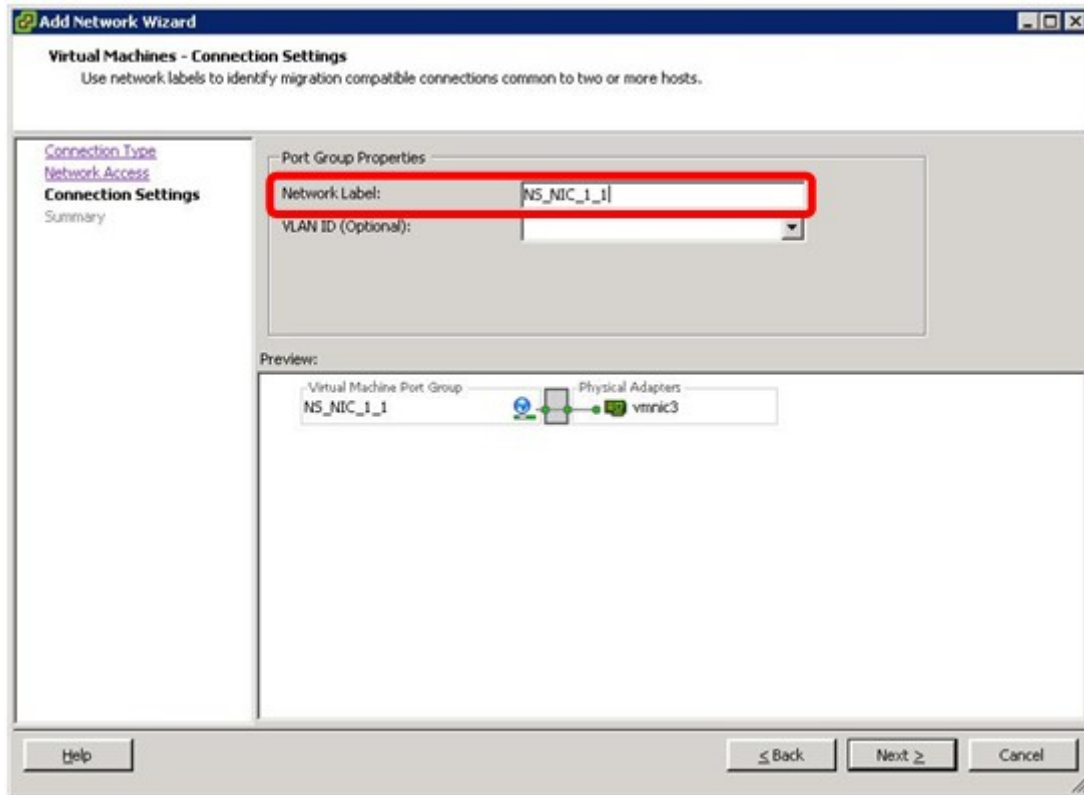 Add Network Wizard
Virtual Machines - Connection Settings
Use network labels to identify migration compatible connections common to two or more hosts.
Connection Type
Network Access
Connection Settings
Summary
Port Group Properties
Network Label: NS_NIC_1_1
VLAN ID (Optional):
Preview:
Virtual Machine Port Group Physical Adapters
NS_NIC_1_1 vmnic3
Help < Back Next > Cancel